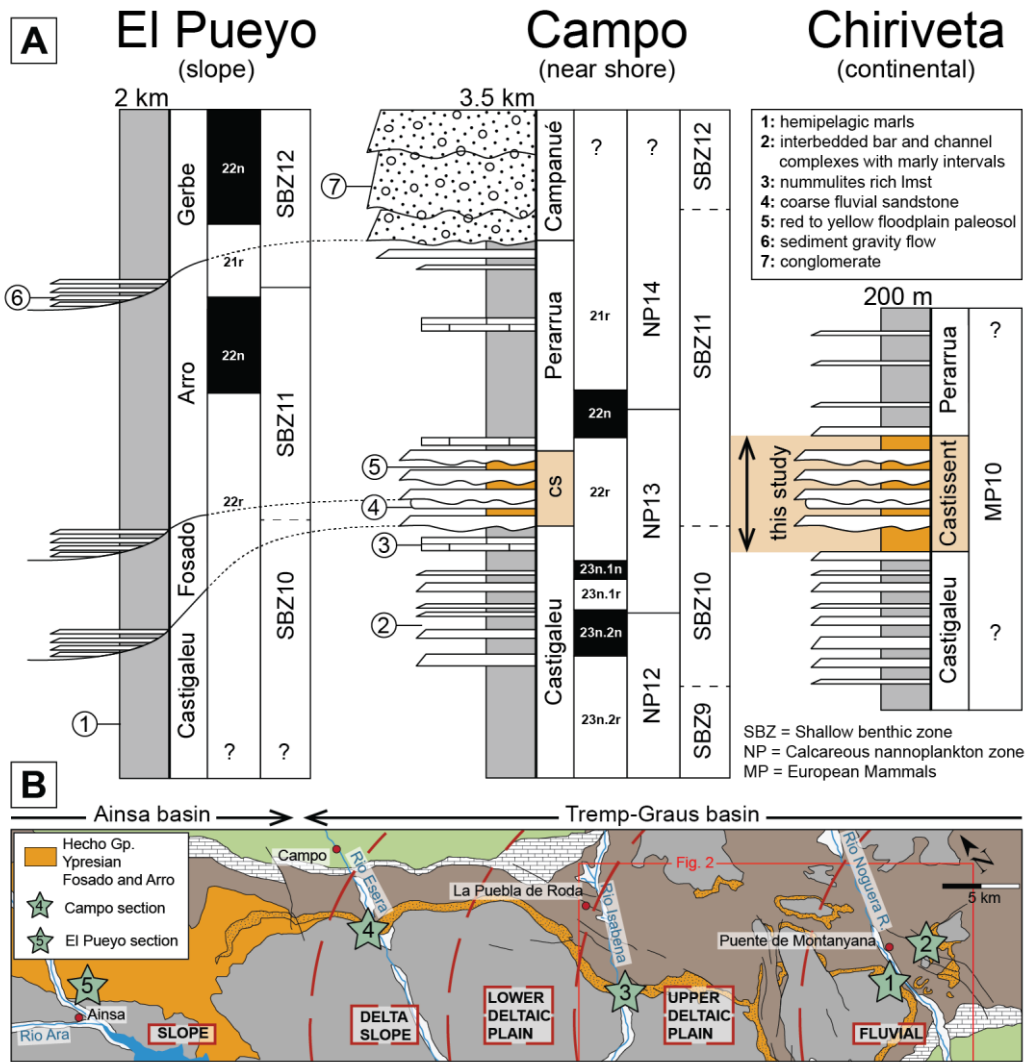 A
El Pueyo
(slope)
Campo
(near shore)
Chiriveta
(continental)
2 km
3.5 km
200 m
1: hemipelagic marls
2: interbedded bar and channel
complexes with marly intervals
3: nummulites rich lmst
4: coarse fluvial sandstone
5: red to yellow floodplain paleosol
6: sediment gravity flow
7: conglomerate
Gerbe
Arro
Fosado
Castigaleu
22n
21r
22n
22r
?
SBZ12
SBZ11
SBZ10
?
6
1
7
5
4
3
2
Campanué
Perarrua
cs
Castigaleu
?
21r
22n
22r
23n.1n
23n.1r
23n.2n
23n.2r
?
NP14
NP13
NP12
SBZ12
SBZ11
SBZ10
SBZ9
this study
Perarrua
Castissent
Castigaleu
?
MP10
?
SBZ = Shallow benthic zone
NP = Calcareous nannoplankton zone
MP = European Mammals
B
Ainsa basin
Tremp-Graus basin
Hecho Gp.
Ypresian
Fosado and Arro
4 Campo section
5 El Pueyo section
Campo
Rio Esera
La Puebla de Roda
Rio Isabena
Fig. 2
Rio Noguera R.
N
5 km
Puente de Montanyana
4
5
3
1
2
Ainsa
Rio Ara
SLOPE
DELTA
SLOPE
LOWER
DELTAIC
PLAIN
UPPER
DELTAIC
PLAIN
FLUVIAL